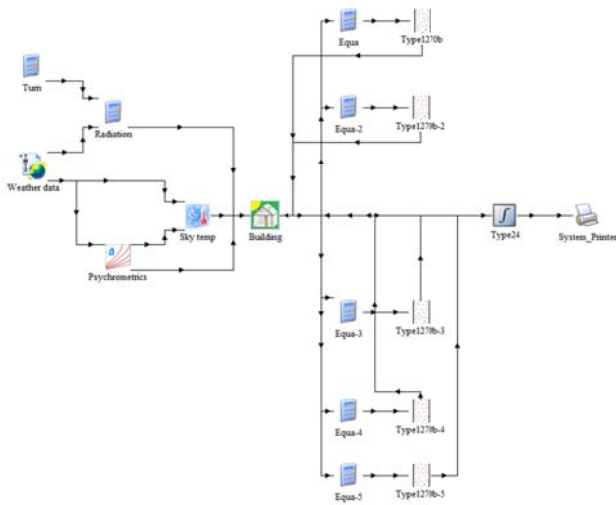 Equa
Type1270b
Turn
Radiation
Equa-2
Type1270b-2
Weather data
Psychrometrics
Sky temp
Building
Type24
System_Printer
Equa-3
Type1270b-3
Equa-4
Type1270b-4
Equa-5
Type1270b-5